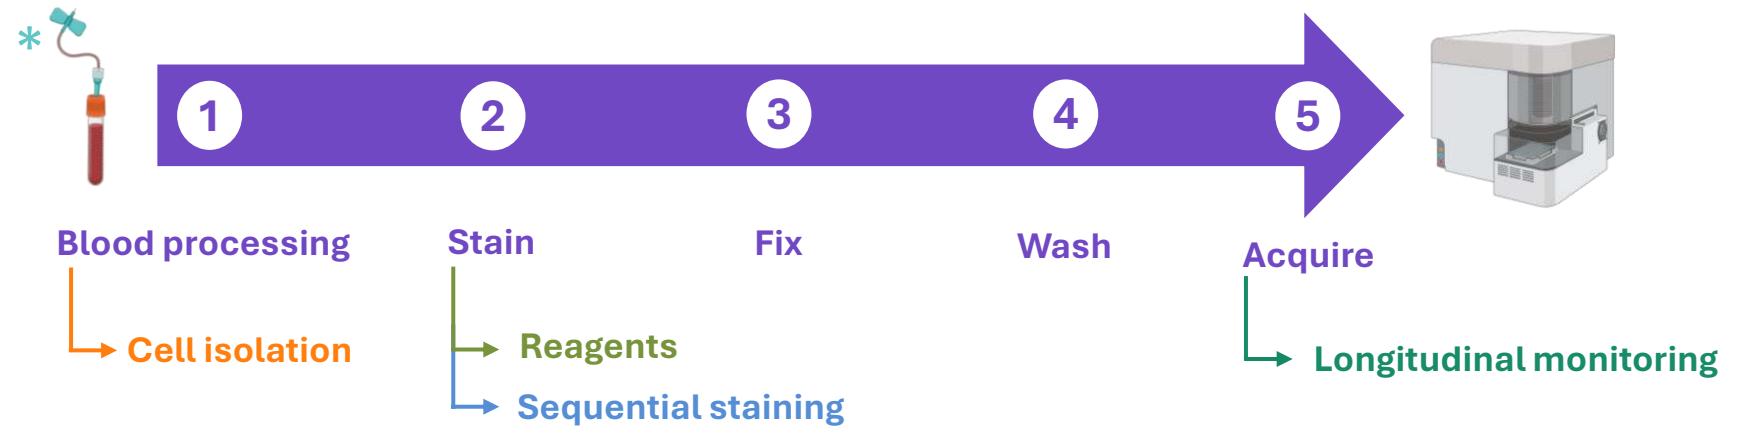 *
1 2 3 4 5
Blood processing
Stain
Fix
Wash
Acquire
Cell isolation
Reagents
Sequential staining
Longitudinal monitoring